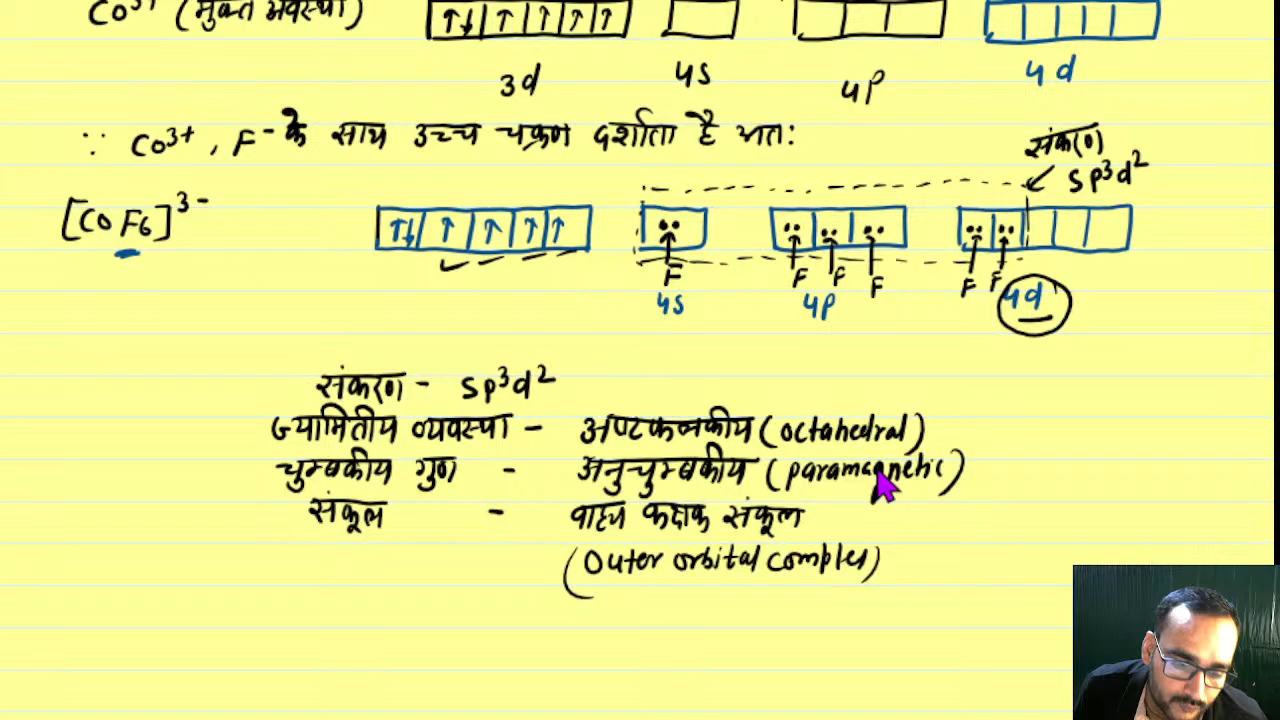 Co3+ (मुक्त अवस्था) ↑↓ ↑ ↑ ↑ ↑
3d 4s 4p 4d
∵ Co3+, F- के साथ उच्च चक्रण दर्शाता है अत:
संकरण
sp3d2
[CoF6]3- ↑↓ ↑ ↑ ↑ ↑
F F F F F F
4s 4p 4d
संकरण - sp3d2
ज्यामितीय व्यवस्था - अष्टफलकीय (octahedral)
चुम्बकीय गुण - अनुचुम्बकीय (paramagnetic)
संकूल - वाह्य कक्षक संकूल
(Outer orbital complex)